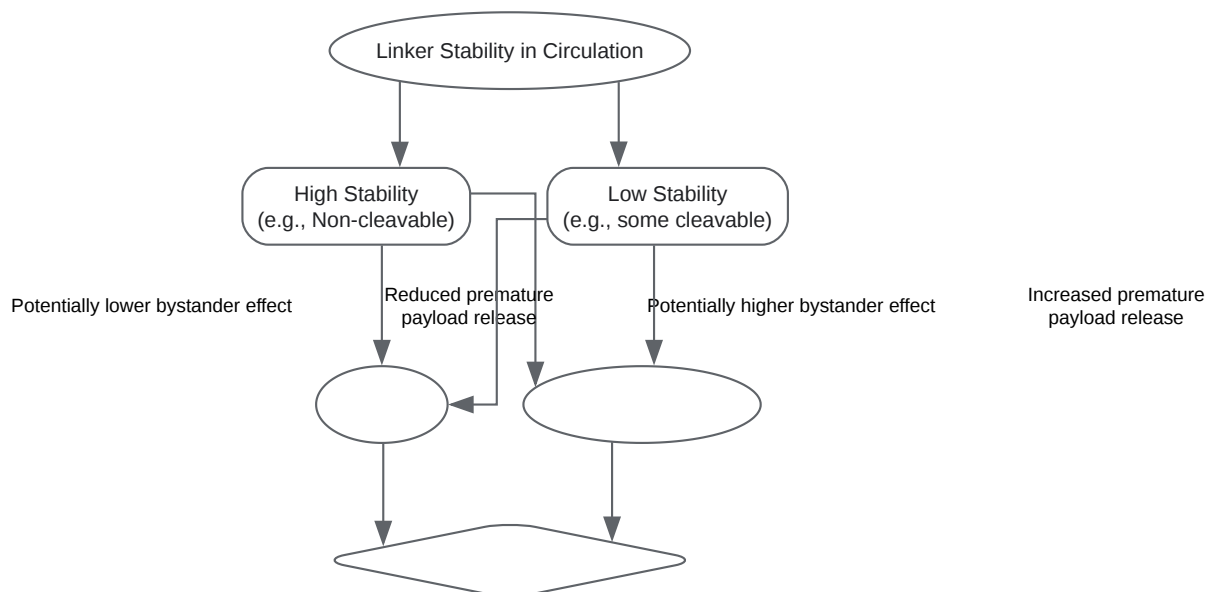 Linker Stability in Circulation
High Stability
(e.g., Non-cleavable)
Low Stability
(e.g., some cleavable)
Potentially lower bystander effect
Reduced premature
payload release
Potentially higher bystander effect
Increased premature
payload release